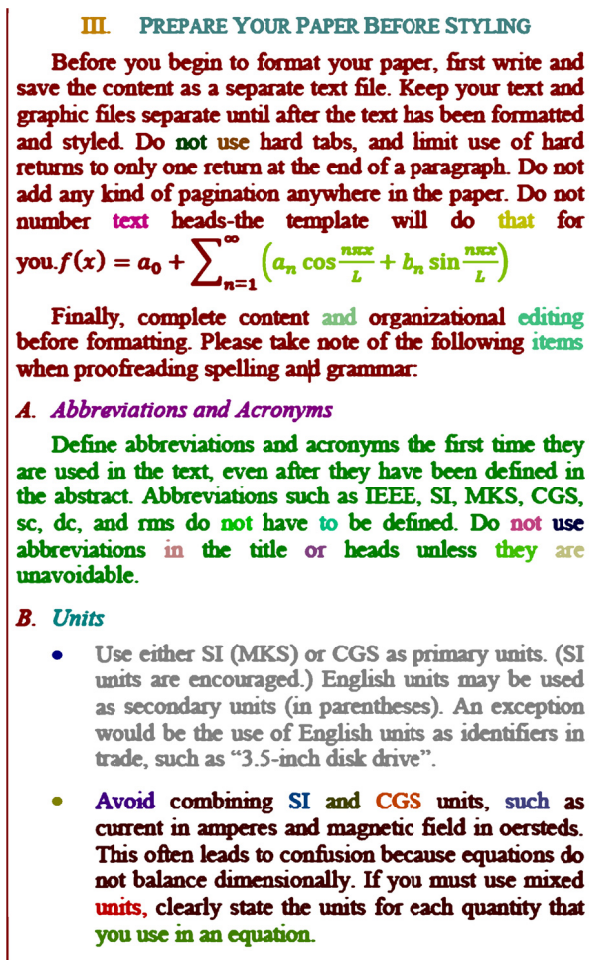 III. PREPARE YOUR PAPER BEFORE STYLING
Before you begin to format your paper, first write and
save the content as a separate text file. Keep your text and
graphic files separate until after the text has been formatted
and styled. Do not use hard tabs, and limit use of hard
returns to only one return at the end of a paragraph. Do not
add any kind of pagination anywhere in the paper. Do not
number text heads-the template will do that for
you.f(x) = a₀ + ∑_{n=1}^{∞} (aₙ cos nπx/L + bₙ sin nπx/L)
Finally, complete content and organizational editing
before formatting. Please take note of the following items
when proofreading spelling and grammar:
A. Abbreviations and Acronyms
Define abbreviations and acronyms the first time they
are used in the text, even after they have been defined in
the abstract. Abbreviations such as IEEE, SI, MKS, CGS,
sc, dc, and rms do not have to be defined. Do not use
abbreviations in the title or heads unless they are
unavoidable.
B. Units
• Use either SI (MKS) or CGS as primary units. (SI
units are encouraged.) English units may be used
as secondary units (in parentheses). An exception
would be the use of English units as identifiers in
trade, such as “3.5-inch disk drive”.
• Avoid combining SI and CGS units, such as
current in amperes and magnetic field in oersteds.
This often leads to confusion because equations do
not balance dimensionally. If you must use mixed
units, clearly state the units for each quantity that
you use in an equation.